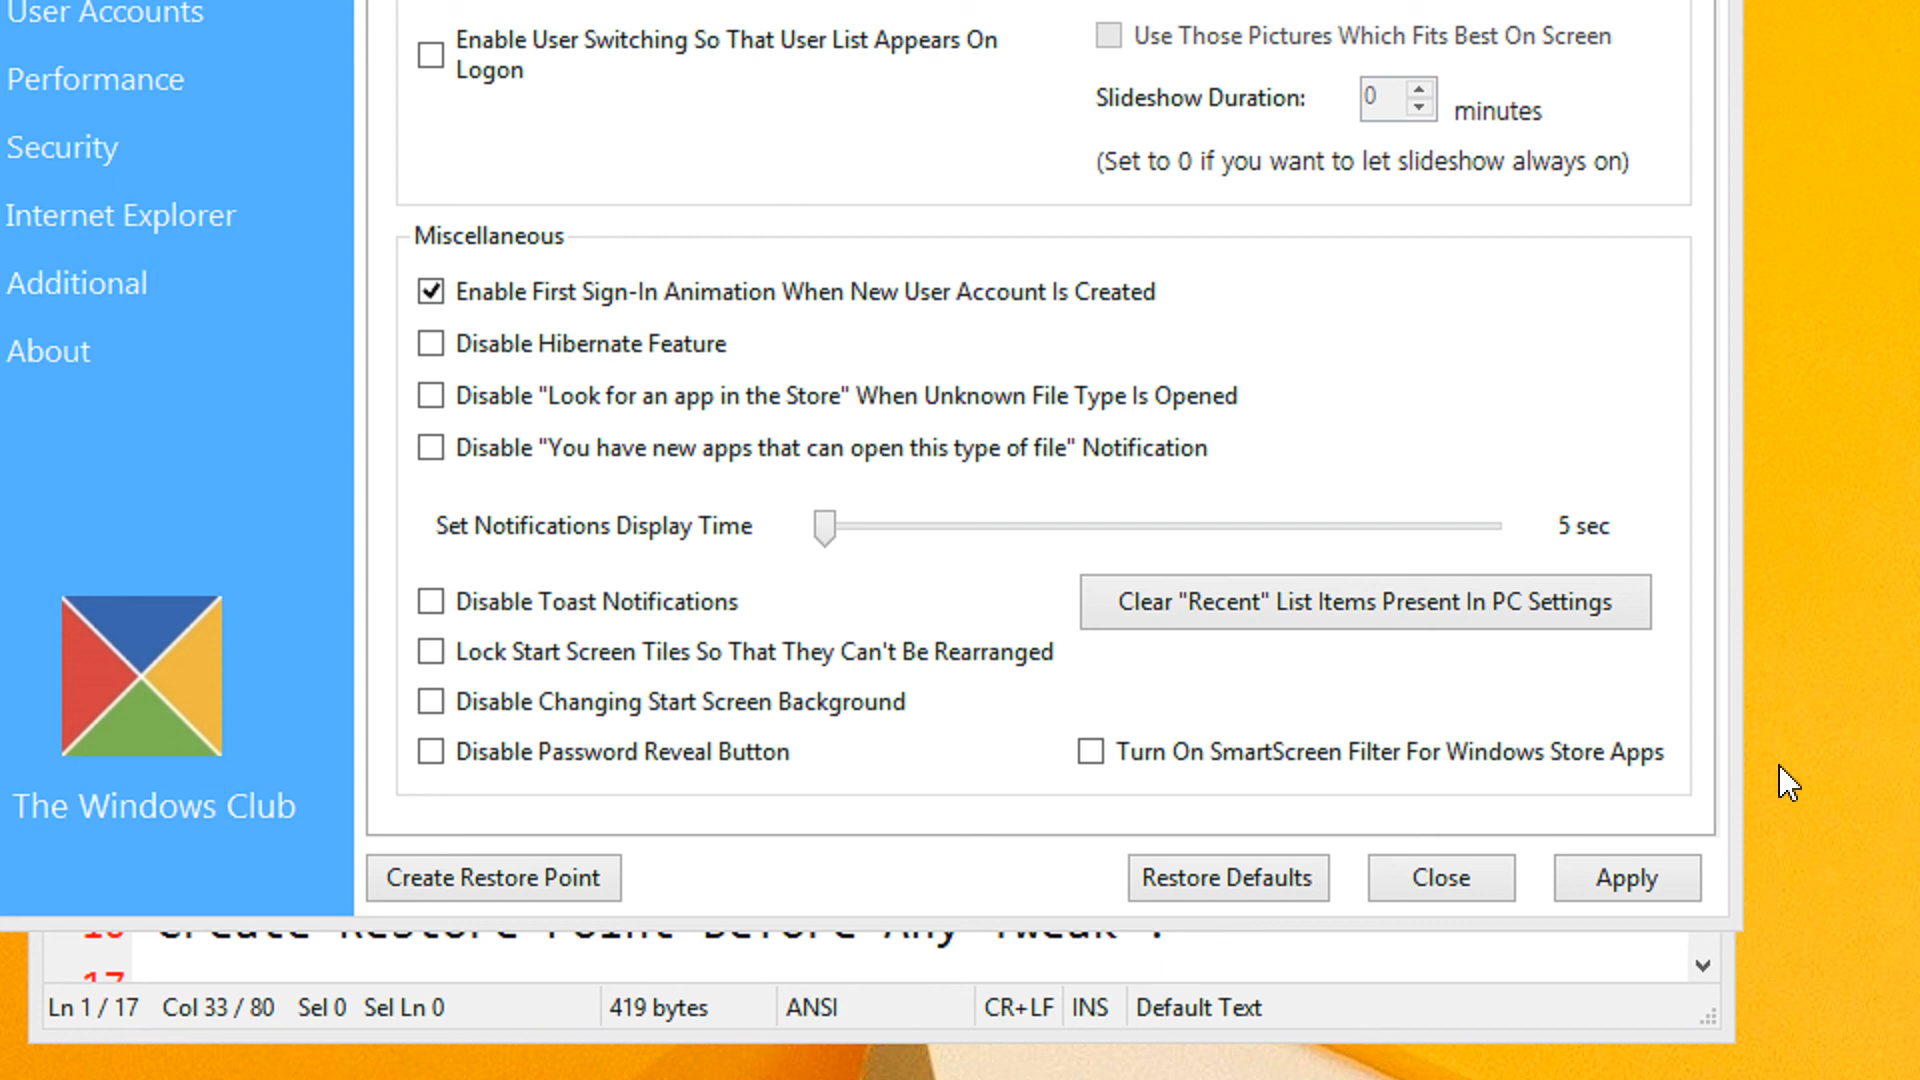 User Accounts
Performance
Security
Internet Explorer
Additional
About
The Windows Club
Enable User Switching So That User List Appears On
Logon
Use Those Pictures Which Fits Best On Screen
Slideshow Duration: 0 minutes
(Set to 0 if you want to let slideshow always on)
Miscellaneous
Enable First Sign-In Animation When New User Account Is Created
Disable Hibernate Feature
Disable "Look for an app in the Store" When Unknown File Type Is Opened
Disable "You have new apps that can open this type of file" Notification
Set Notifications Display Time 5 sec
Disable Toast Notifications
Clear "Recent" List Items Present In PC Settings
Lock Start Screen Tiles So That They Can't Be Rearranged
Disable Changing Start Screen Background
Disable Password Reveal Button
Turn On SmartScreen Filter For Windows Store Apps
Create Restore Point
Restore Defaults
Close
Apply
16 Create Restore Point Before Any Tweak
17
Ln 1 / 17 Col 33 / 80 Sel 0 Sel Ln 0 419 bytes ANSI CR+LF INS Default Text